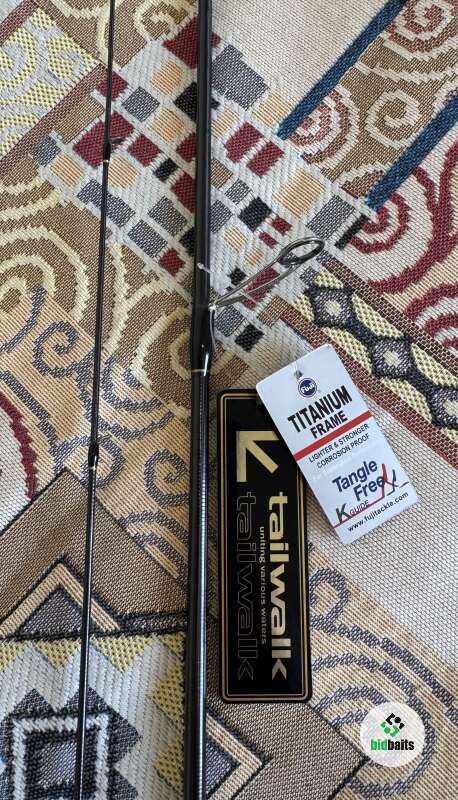 Fuji
TITANIUM
FRAME
LIGHTER & STRONGER
CORROSION PROOF
Tangle
Free
K GUIDE
www.fujitackle.com
tailwalk
uniting various waters
tailwalk
bidbaits